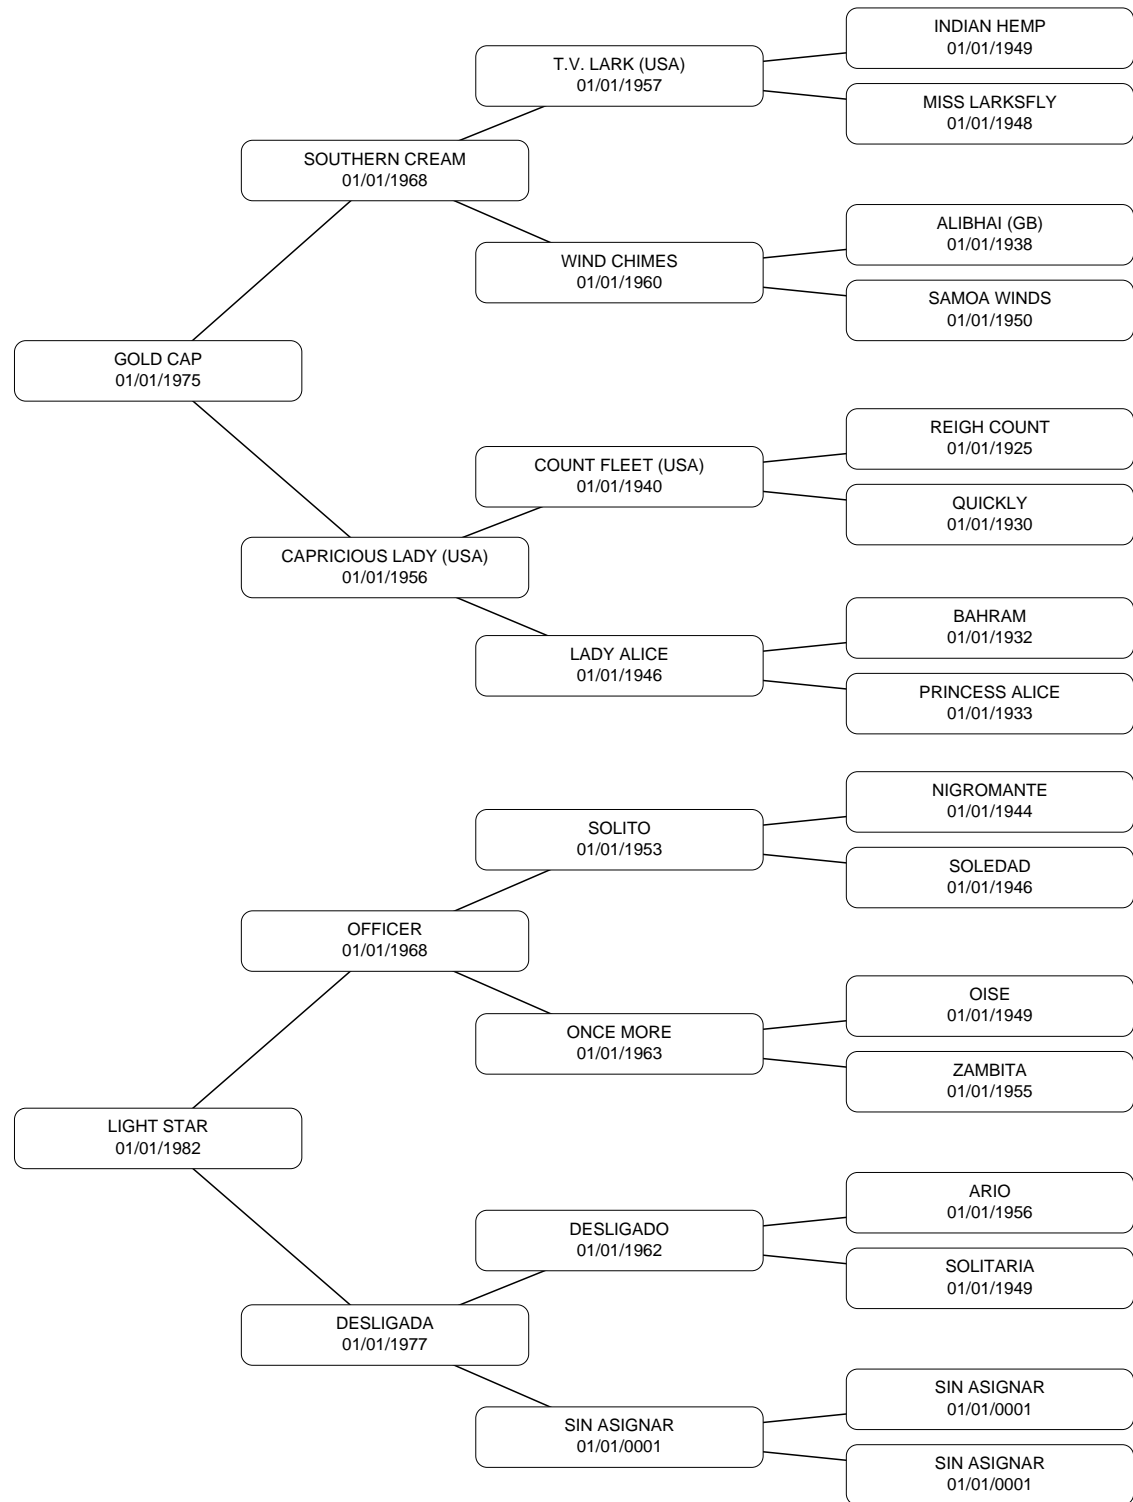 INDIAN HEMP
01/01/1949
T.V. LARK (USA)
01/01/1957
MISS LARKSFLY
01/01/1948
SOUTHERN CREAM
01/01/1968
ALIBHAI (GB)
01/01/1938
WIND CHIMES
01/01/1960
SAMOA WINDS
01/01/1950
GOLD CAP
01/01/1975
REIGH COUNT
01/01/1925
COUNT FLEET (USA)
01/01/1940
QUICKLY
01/01/1930
CAPRICIOUS LADY (USA)
01/01/1956
BAHRAM
01/01/1932
LADY ALICE
01/01/1946
PRINCESS ALICE
01/01/1933
NIGROMANTE
01/01/1944
SOLITO
01/01/1953
SOLEDAD
01/01/1946
OFFICER
01/01/1968
OISE
01/01/1949
ONCE MORE
01/01/1963
ZAMBITA
01/01/1955
LIGHT STAR
01/01/1982
ARIO
01/01/1956
DESLIGADO
01/01/1962
SOLITARIA
01/01/1949
DESLIGADA
01/01/1977
SIN ASIGNAR
01/01/0001
SIN ASIGNAR
01/01/0001
SIN ASIGNAR
01/01/0001